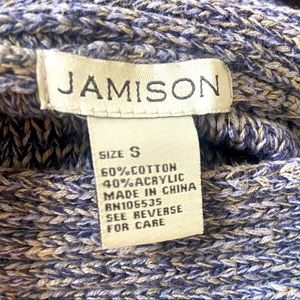 JAMISON
SIZE S
60%COTTON
40%ACRYLIC
MADE IN CHINA
RN106535
SEE REVERSE
FOR CARE